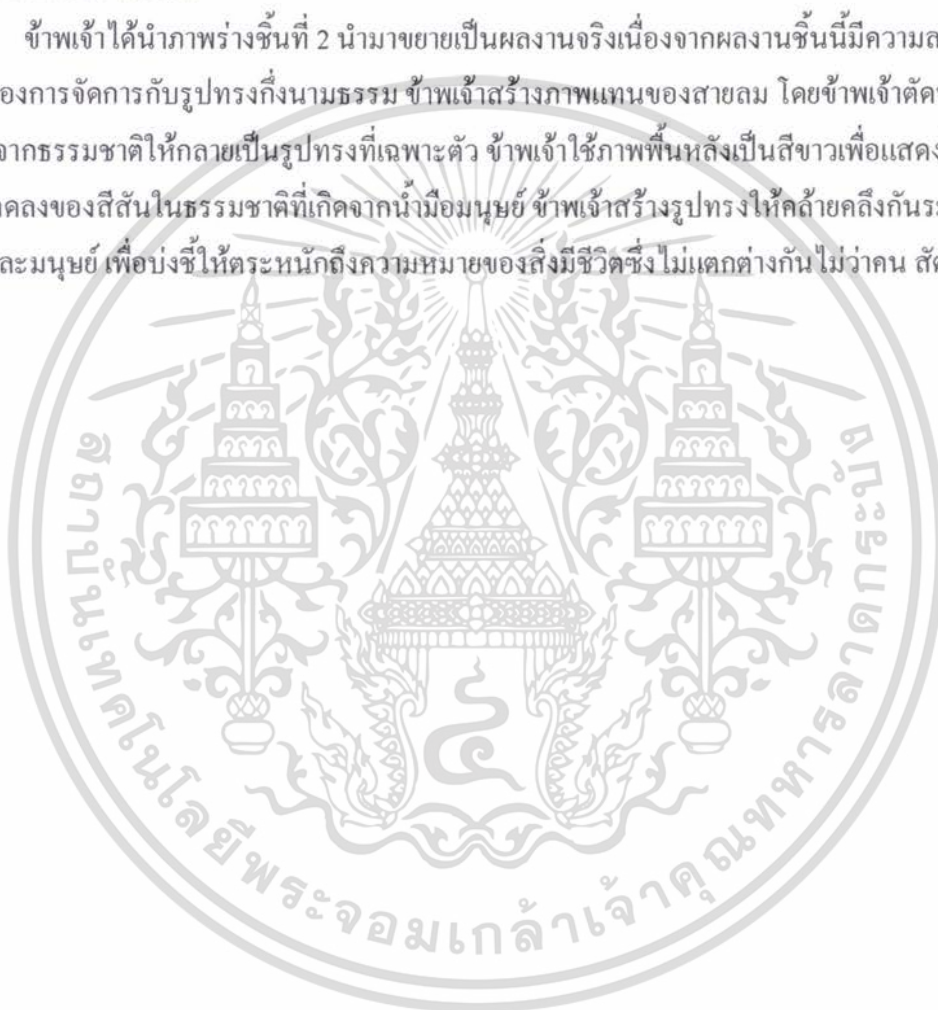 ข้าพเจ้าได้นำภาพร่างชิ้นที่ 2 นำมาขยายเป็นผลงานจริงเนื่องจากผลงานชิ้นนี้มีความ
องการจัดการกับรูปทรงกึ่งนามธรรม ข้าพเจ้าสร้างภาพแทนของสายลม โดยข้าพเจ้าตัด
จากธรรมชาติให้กลายเป็นรูปทรงที่เฉพาะตัว ข้าพเจ้าใช้ภาพพื้นหลังเป็นสีขาวเพื่อแสดง
ดลงของสีสันในธรรมชาติที่เกิดจากน้ำมือมนุษย์ ข้าพเจ้าสร้างรูปทรงให้คล้ายคลึงกัน
ละมนุษย์ เพื่อบ่งชี้ให้ตระหนักถึงความหมายของสิ่งมีชีวิตซึ่งไม่แตกต่างกัน ไม่ว่าคน
สถาบันเทคโนโลยีพระจอมเกล้าเจ้าคุณทหารลาดกระบัง
๔